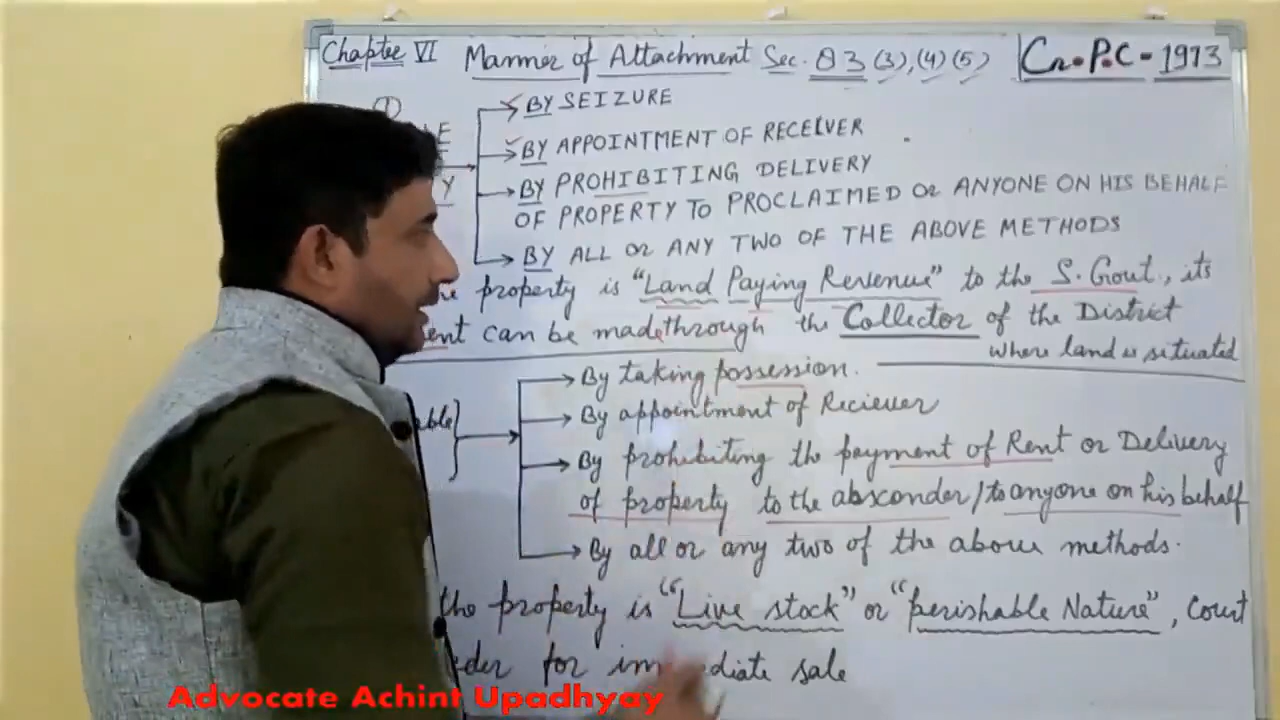 Chapter VI Manner of Attachment Sec. 83 (3), (4) (5) Cr.P.C - 1973
①
BY SEIZURE
BY APPOINTMENT OF RECEIVER
BY PROHIBITING DELIVERY
OF PROPERTY TO PROCLAIMED OR ANYONE ON HIS BEHALF
BY ALL OR ANY TWO OF THE ABOVE METHODS
property is "Land Paying Revenue" to the S. Govt., its
can be made through the Collector of the District
where land is situated
By taking possession.
By appointment of Reciever
By prohibiting the payment of Rent or Delivery
of property to the absconder/to anyone on his behalf
By all or any two of the above methods.
the property is "Live stock" or "perishable Nature", Court
for immediate sale
Advocate Achint Upadhyay